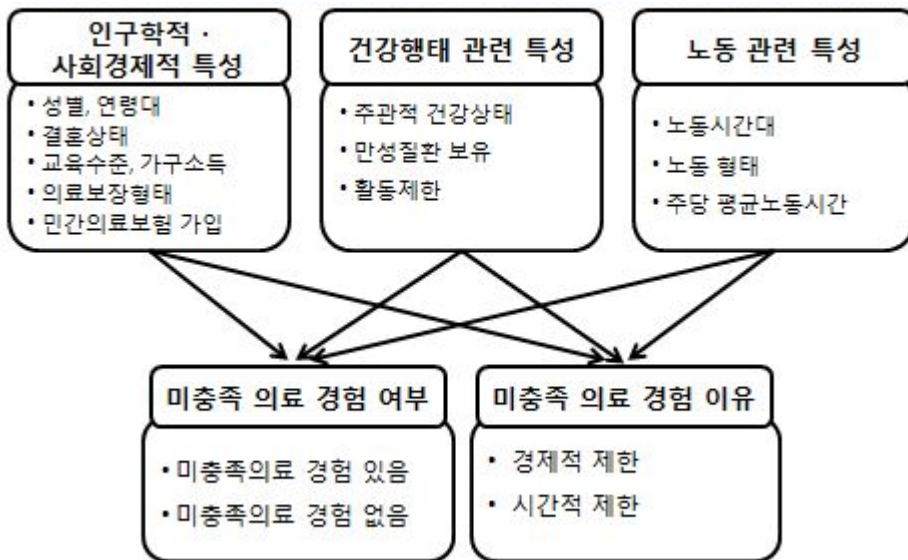 인구학적 ·
사회경제적 특성
• 성별, 연령대
• 결혼상태
• 교육수준, 가구소득
• 의료보장형태
• 민간의료보험 가입
건강행태 관련 특성
• 주관적 건강상태
• 만성질환 보유
• 활동제한
노동 관련 특성
• 노동시간대
• 노동 형태
• 주당 평균노동시간
미충족 의료 경험 여부
• 미충족의료 경험 있음
• 미충족의료 경험 없음
미충족 의료 경험 이유
• 경제적 제한
• 시간적 제한